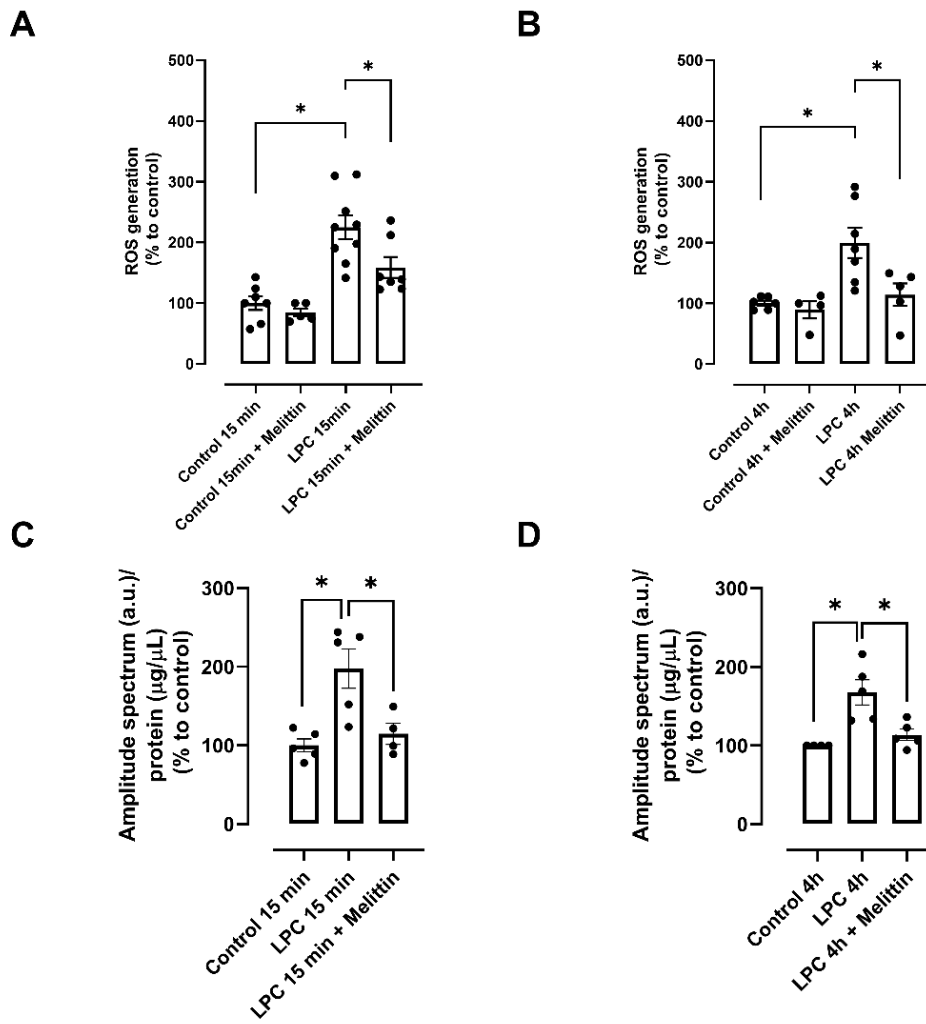 A
ROS generation
(% to control)
500
400
300
200
100
0
*
*
Control 15 min
Control 15min + Melittin
LPC 15min
LPC 15min + Melittin
B
ROS generation
(% to control)
500
400
300
200
100
0
*
*
Control 4h
Control 4h + Melittin
LPC 4h
LPC 4h Melittin
C
Amplitude spectrum (a.u.)/
protein (µg/µL)
(% to control)
300
200
100
0
*
*
Control 15 min
LPC 15 min
LPC 15 min + Melittin
D
Amplitude spectrum (a.u.)/
protein (µg/µL)
(% to control)
300
200
100
0
*
*
Control 4h
LPC 4h
LPC 4h + Melittin